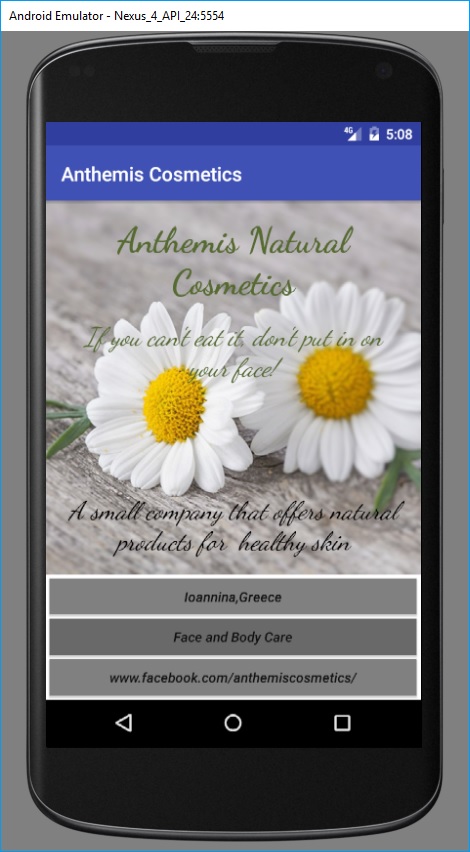 Android Emulator - Nexus_4_API_24:5554
4G 5:08
Anthemis Cosmetics
Anthemis Natural
Cosmetics
If you can't eat it, don't put in on
your face!
A small company that offers natural
products for healthy skin
Ioannina,Greece
Face and Body Care
www.facebook.com/anthemiscosmetics/